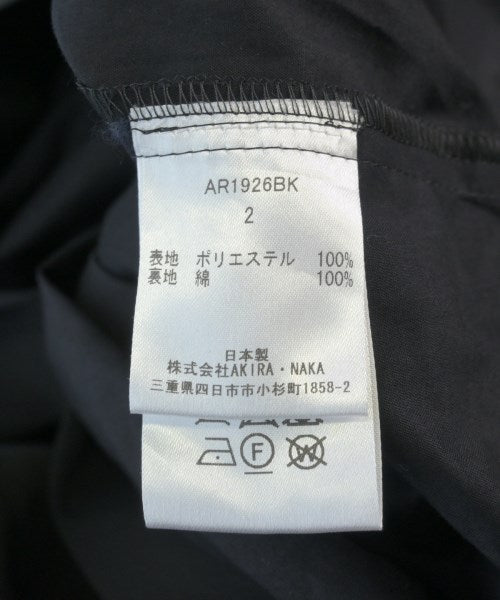 AR1926BK
2
表地 ポリエステル 100%
裏地 綿 100%
日本製
株式会社AKIRA・NAKA
三重県四日市市小杉町1858-2
F W